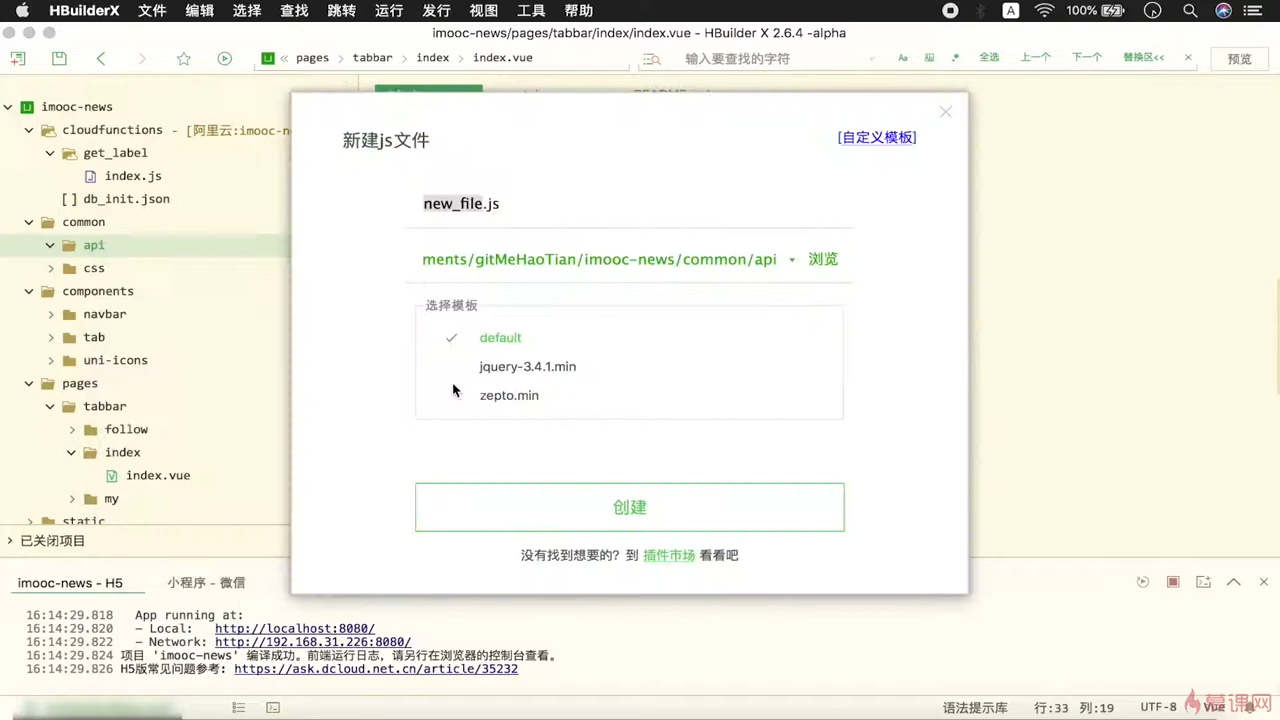 HBuilderX 文件 编辑 选择 查找 跳转 运行 发行 视图 工具 帮助 A 100%
imooc-news/pages/tabbar/index/index.vue - HBuilder X 2.6.4 -alpha
pages tabbar index index.vue 输入要查找的字符 Aa 全选 上一个 下一个 替换区<< 预览
imooc-news
cloudfunctions - [阿里云:imooc-n
get_label
index.js
[ ] db_init.json
common
api
css
components
navbar
tab
uni-icons
pages
tabbar
follow
index
index.vue
my
static
已关闭项目
新建js文件
[自定义模板]
new_file.js
ments/gitMeHaoTian/imooc-news/common/api 浏览
选择模板
default
jquery-3.4.1.min
zepto.min
创建
没有找到想要的? 到 插件市场 看看吧
imooc-news - H5 小程序 - 微信
16:14:29.818 App running at:
16:14:29.820 - Local: http://localhost:8080/
16:14:29.822 - Network: http://192.168.31.226:8080/
16:14:29.824 项目 'imooc-news' 编译成功。前端运行日志，请另行在浏览器的控制台查看。
16:14:29.826 H5版常见问题参考: https://ask.dcloud.net.cn/article/35232
语法提示库 行:33 列:19 UTF-8 Vue
慕课网